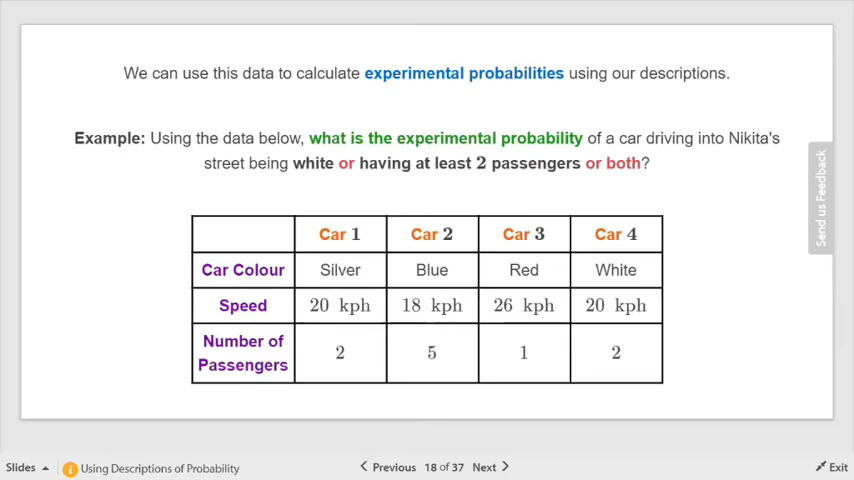 We can use this data to calculate experimental probabilities using our descriptions.
Example: Using the data below, what is the experimental probability of a car driving into Nikita's
street being white or having at least 2 passengers or both?
Car 1 Car 2 Car 3 Car 4
Car Colour Silver Blue Red White
Speed 20 kph 18 kph 26 kph 20 kph
Number of
Passengers 2 5 1 2
Send us Feedback
Slides Using Descriptions of Probability Previous 18 of 37 Next Exit